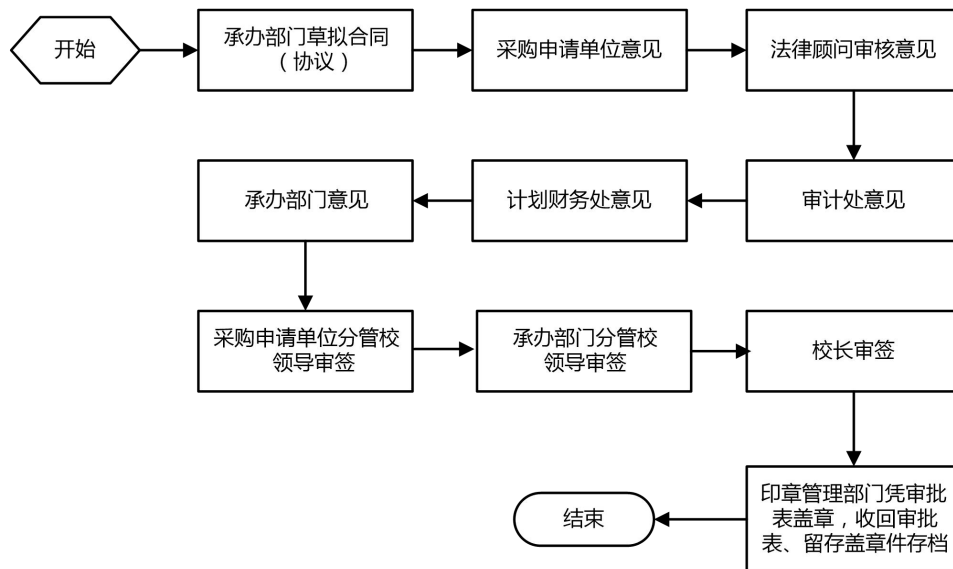 开始
承办部门草拟合同
（协议）
采购申请单位意见
法律顾问审核意见
承办部门意见
计划财务处意见
审计处意见
采购申请单位分管校
领导审签
承办部门分管校
领导审签
校长审签
印章管理部门凭审批
表盖章，收回审批
表、留存盖章件存档
结束